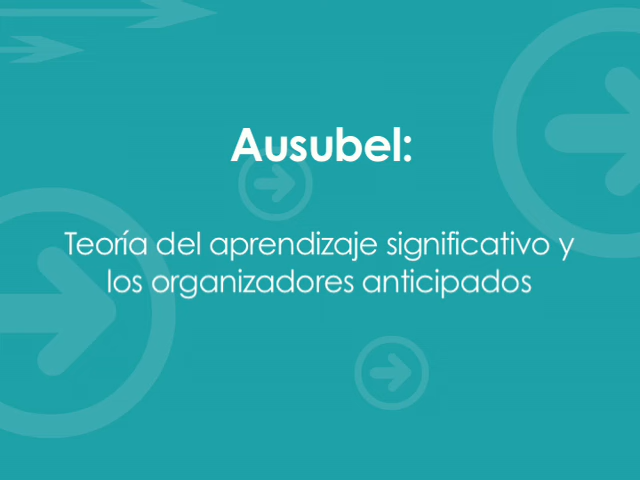 Ausubel:
Teoría del aprendizaje significativo y
los organizadores anticipados